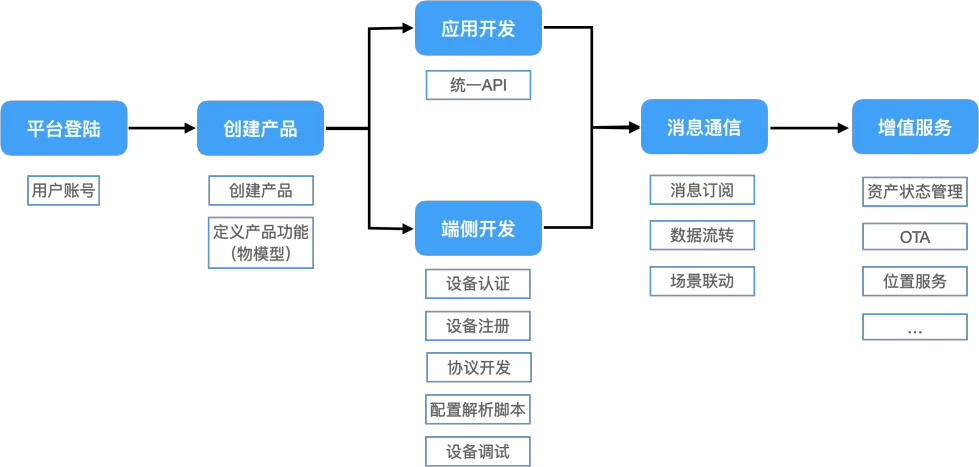 平台登陆
用户账号
创建产品
创建产品
定义产品功能
（物模型）
应用开发
统一API
端侧开发
设备认证
设备注册
协议开发
配置解析脚本
设备调试
消息通信
消息订阅
数据流转
场景联动
增值服务
资产状态管理
OTA
位置服务
...